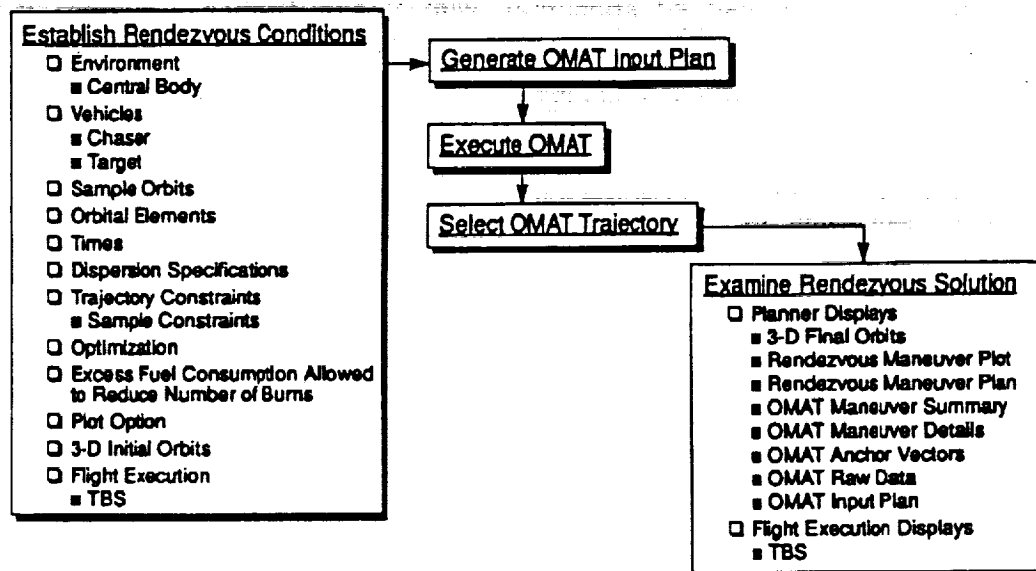 Establish Rendezvous Conditions
❑ Environment
■ Central Body
❑ Vehicles
■ Chaser
■ Target
❑ Sample Orbits
❑ Orbital Elements
❑ Times
❑ Dispersion Specifications
❑ Trajectory Constraints
■ Sample Constraints
❑ Optimization
❑ Excess Fuel Consumption Allowed
to Reduce Number of Burns
❑ Plot Option
❑ 3-D Initial Orbits
❑ Flight Execution
■ TBS
Generate OMAT Input Plan
Execute OMAT
Select OMAT Trajectory
Examine Rendezvous Solution
❑ Planner Displays
■ 3-D Final Orbits
■ Rendezvous Maneuver Plot
■ Rendezvous Maneuver Plan
■ OMAT Maneuver Summary
■ OMAT Maneuver Details
■ OMAT Anchor Vectors
■ OMAT Raw Data
■ OMAT Input Plan
❑ Flight Execution Displays
■ TBS